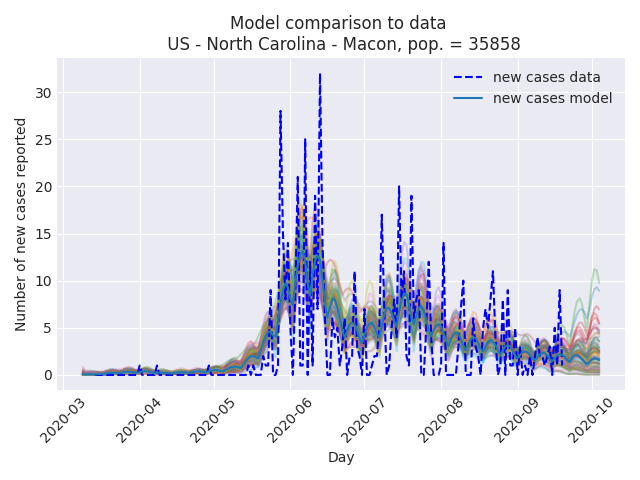 Model comparison to data
US - North Carolina - Macon, pop. = 35858
new cases data
new cases model
Number of new cases reported
30
25
20
15
10
5
0
2020-03
2020-04
2020-05
2020-06
2020-07
2020-08
2020-09
2020-10
Day